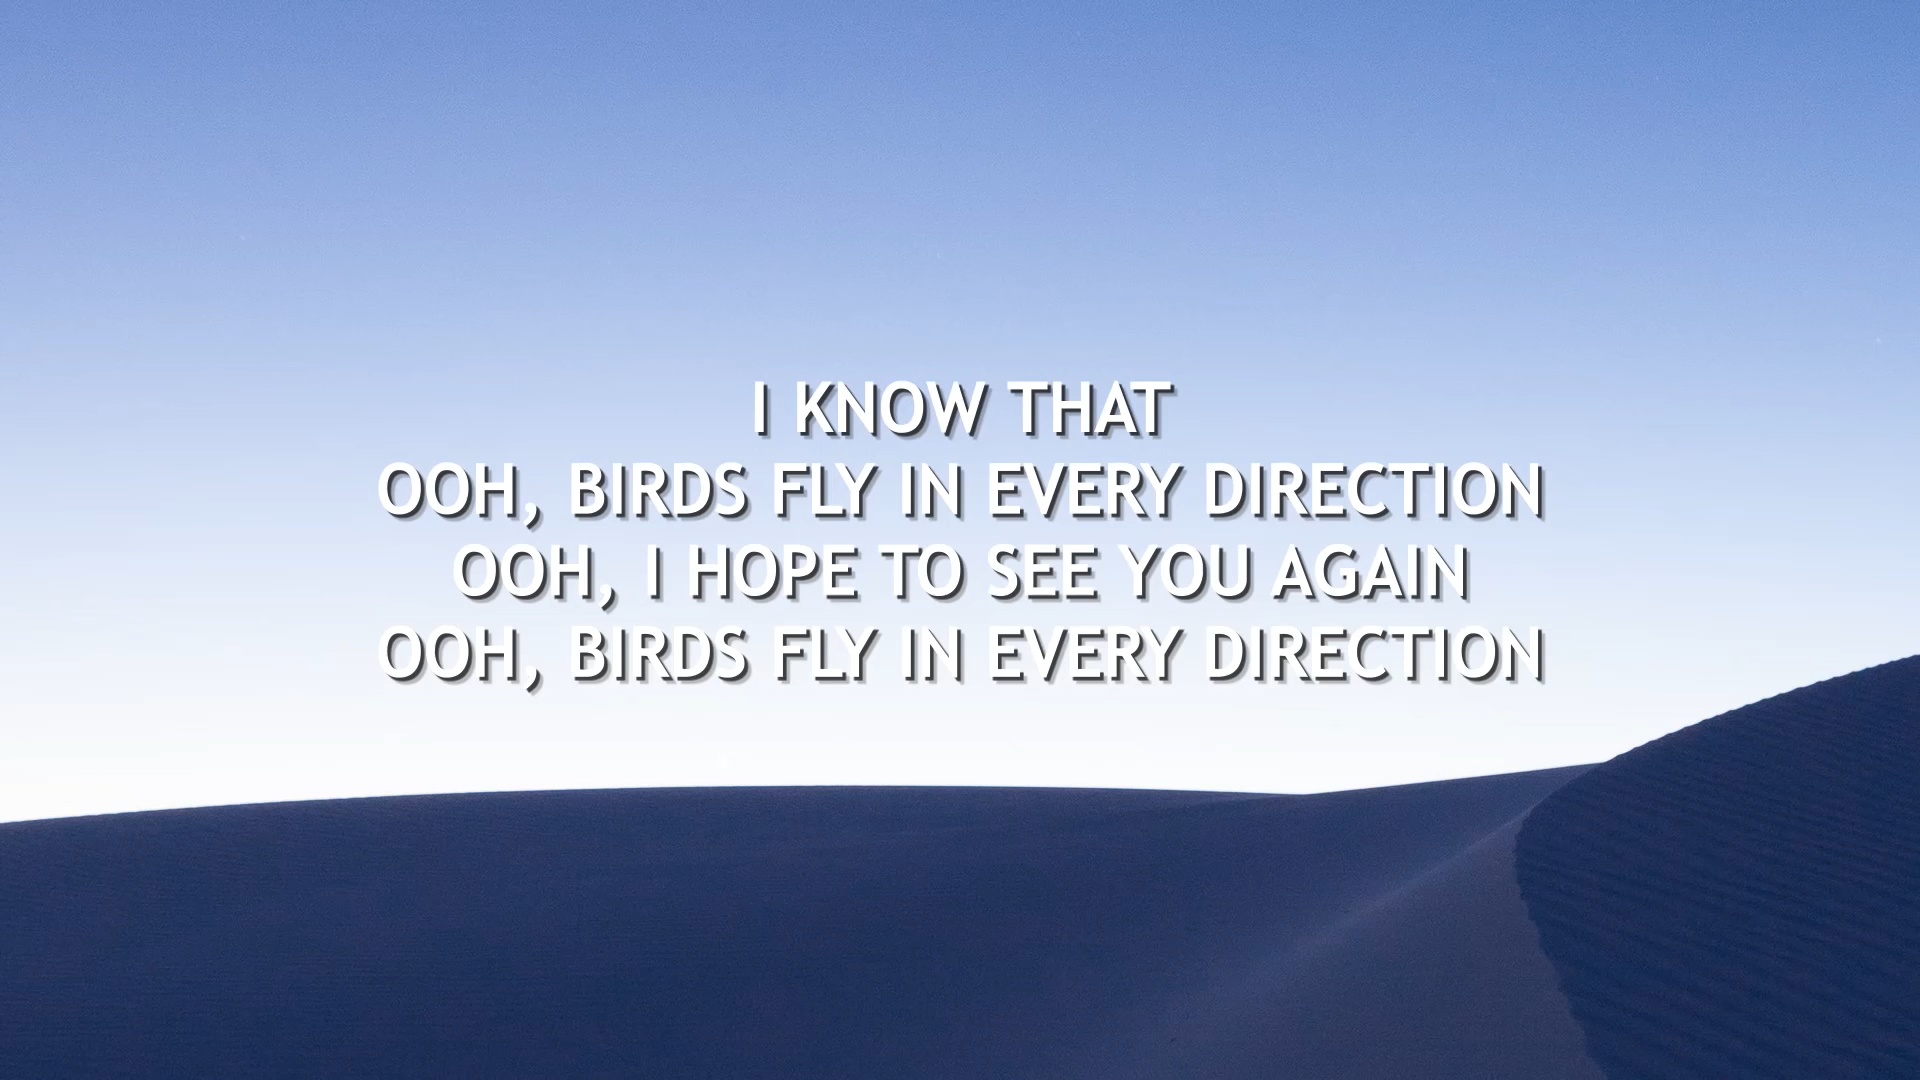 I KNOW THAT
OOH, BIRDS FLY IN EVERY DIRECTION
OOH, I HOPE TO SEE YOU AGAIN
OOH, BIRDS FLY IN EVERY DIRECTION